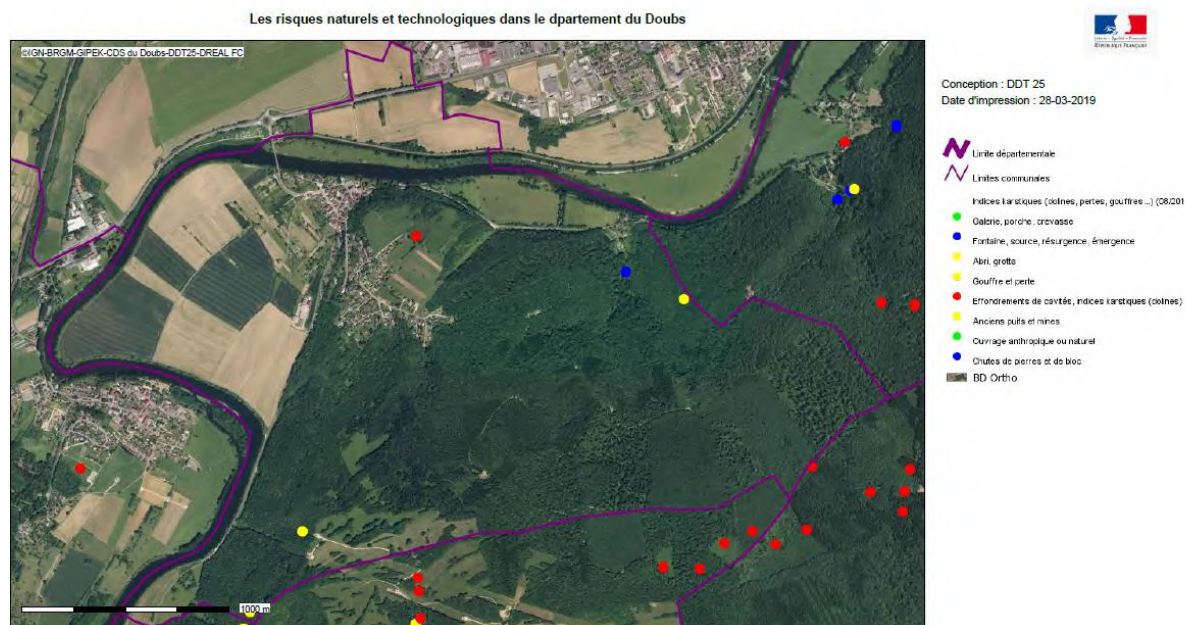 Les risques naturels et technologiques dans le dpartement du Doubs
©IGN-BRGM-GIPEK-CDS du Doubs-DDT25-DREAL FC
Conception : DDT 25
Date d'impression : 28-03-2019
Limite départementale
Limites communales
Indices karstiques (dolines, pertes, gouffres ...) (08/201
Galerie, porche, crevasse
Fontaine, source, résurgence, émergence
Abri, grotte
Gouffre et perte
Effondrements de cavités, indices karstiques (dolines)
Anciens puits et mines
Ouvrage anthropique ou naturel
Chutes de pierres et de bloc
BD Ortho
1000 m